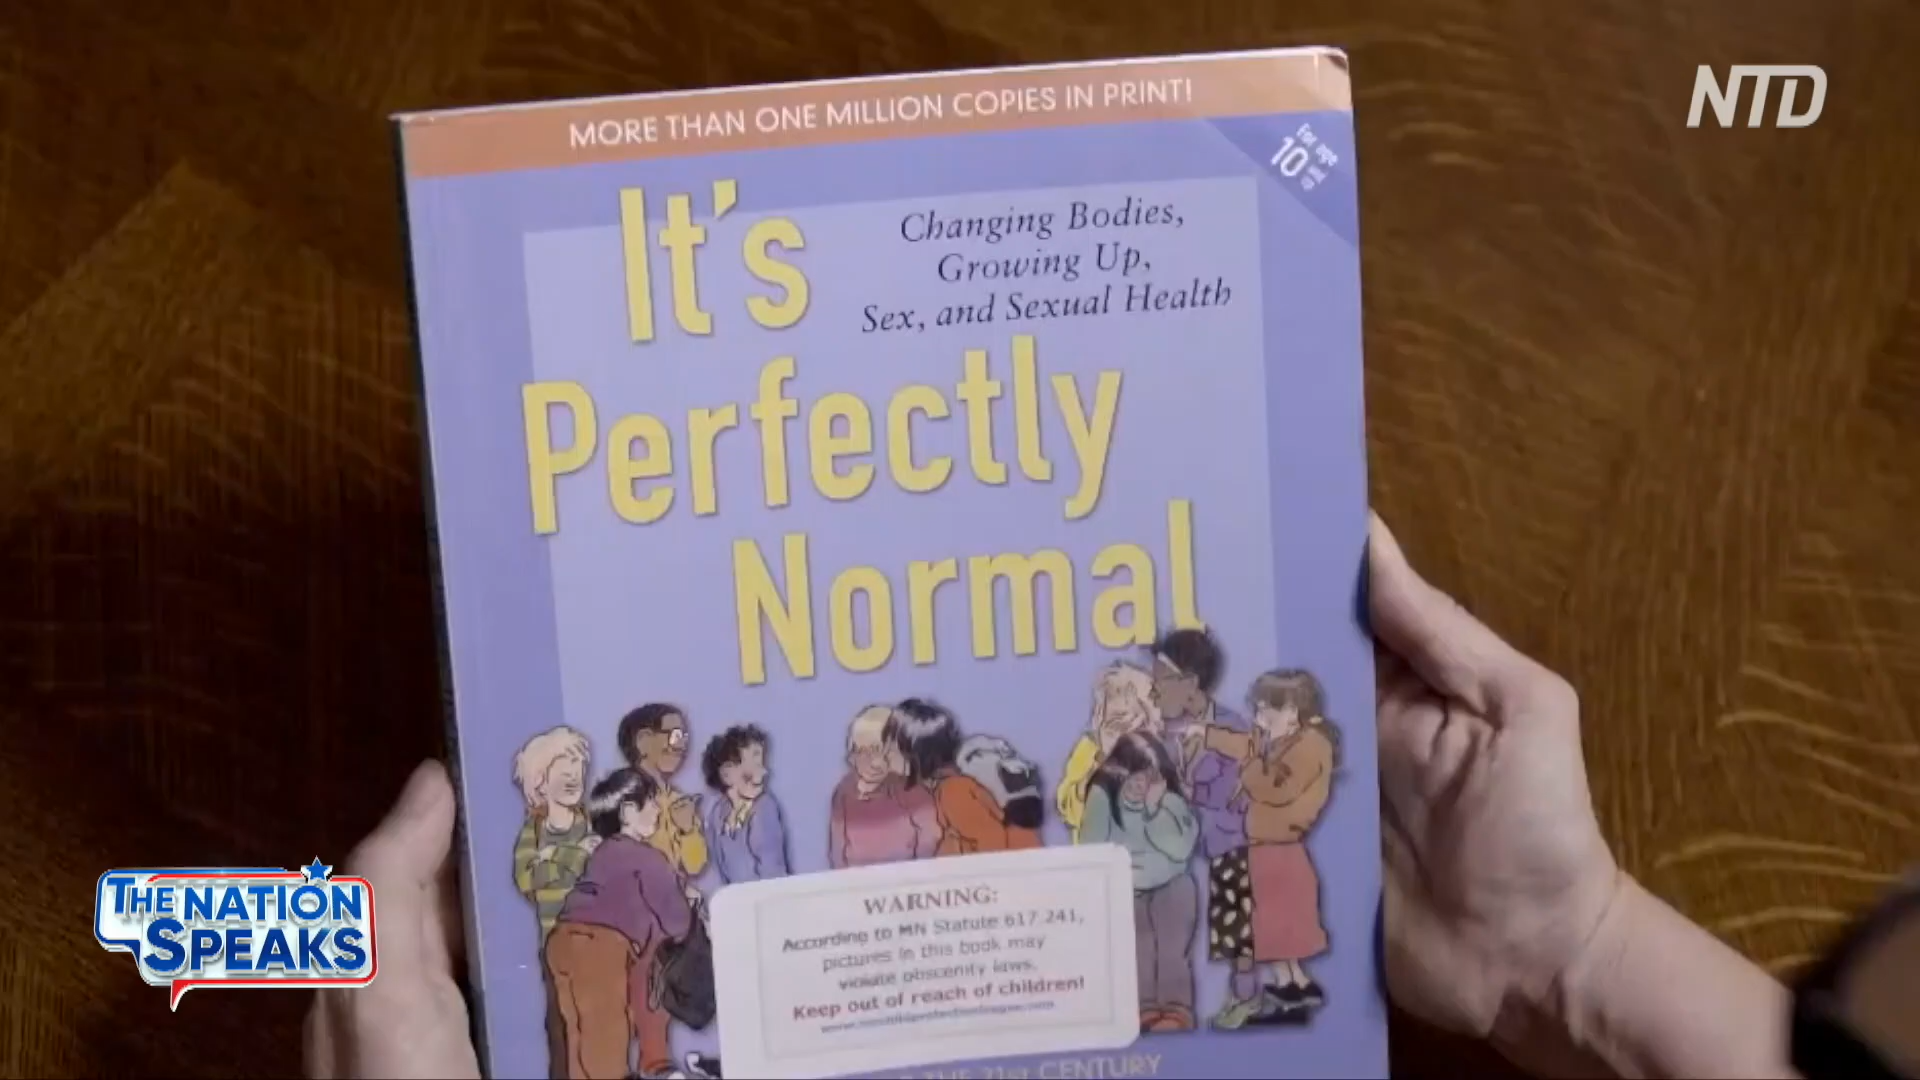 NTD
MORE THAN ONE MILLION COPIES IN PRINT!
For age
10
and
up
It's
Perfectly
Normal
Changing Bodies,
Growing Up,
Sex, and Sexual Health
WARNING:
According to MN Statute 617.241,
pictures in this book may
violate obscenity laws.
Keep out of reach of children!
THE 21st CENTURY
THE NATION
SPEAKS